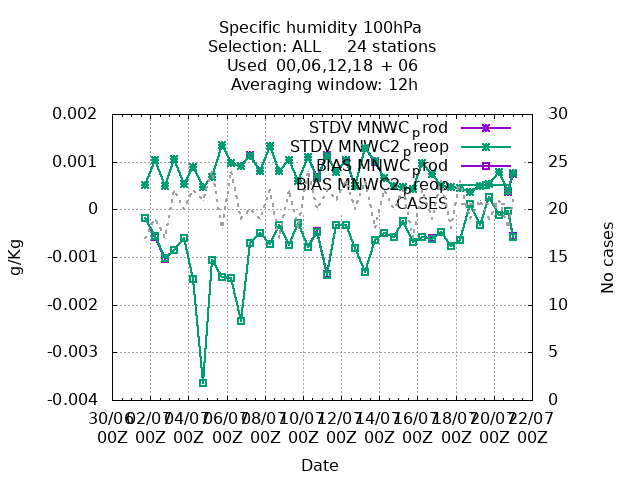 Specific humidity 100hPa
Selection: ALL 24 stations
Used 00,06,12,18 + 06
Averaging window: 12h
0.002
0.001
0
-0.001
-0.002
-0.003
-0.004
g/Kg
30
25
20
15
10
5
0
No cases
STDV MNWCprod
STDV MNWC2preop
BIAS MNWCprod
BIAS MNWC2preop
CASES
30/06 02/07 04/07 06/07 08/07 10/07 12/07 14/07 16/07 18/07 20/07 22/07
00Z 00Z 00Z 00Z 00Z 00Z 00Z 00Z 00Z 00Z 00Z 00Z
Date